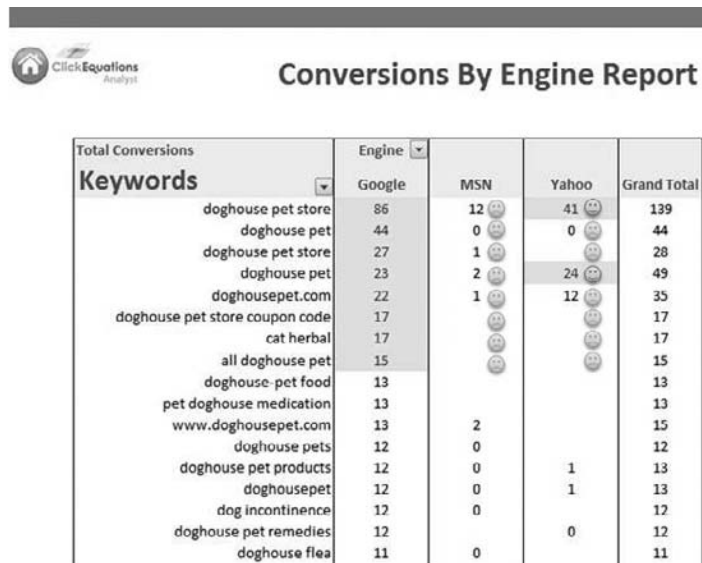 ClickEquations
Analyst
Conversions By Engine Report
Total Conversions Engine
Keywords Google MSN Yahoo Grand Total
doghouse pet store 86 12 41 139
doghouse pet 44 0 0 44
doghouse pet store 27 1 28
doghouse pet 23 2 24 49
doghousepet.com 22 1 12 35
doghouse pet store coupon code 17 17
cat herbal 17 17
all doghouse pet 15 15
doghouse-pet food 13 13
pet doghouse medication 13 13
www.doghousepet.com 13 2 15
doghouse pets 12 0 12
doghouse pet products 12 0 1 13
doghousepet 12 0 1 13
dog incontinence 12 0 12
doghouse pet remedies 12 0 12
doghouse flea 11 0 11